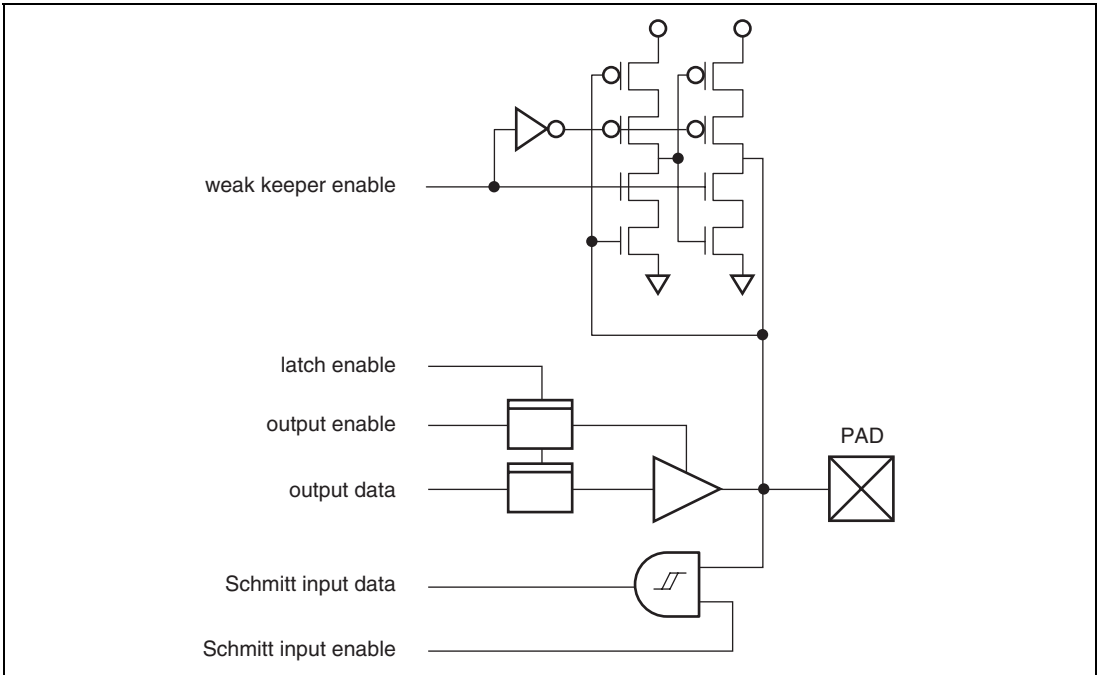 weak keeper enable
latch enable
output enable
PAD
output data
Schmitt input data
Schmitt input enable